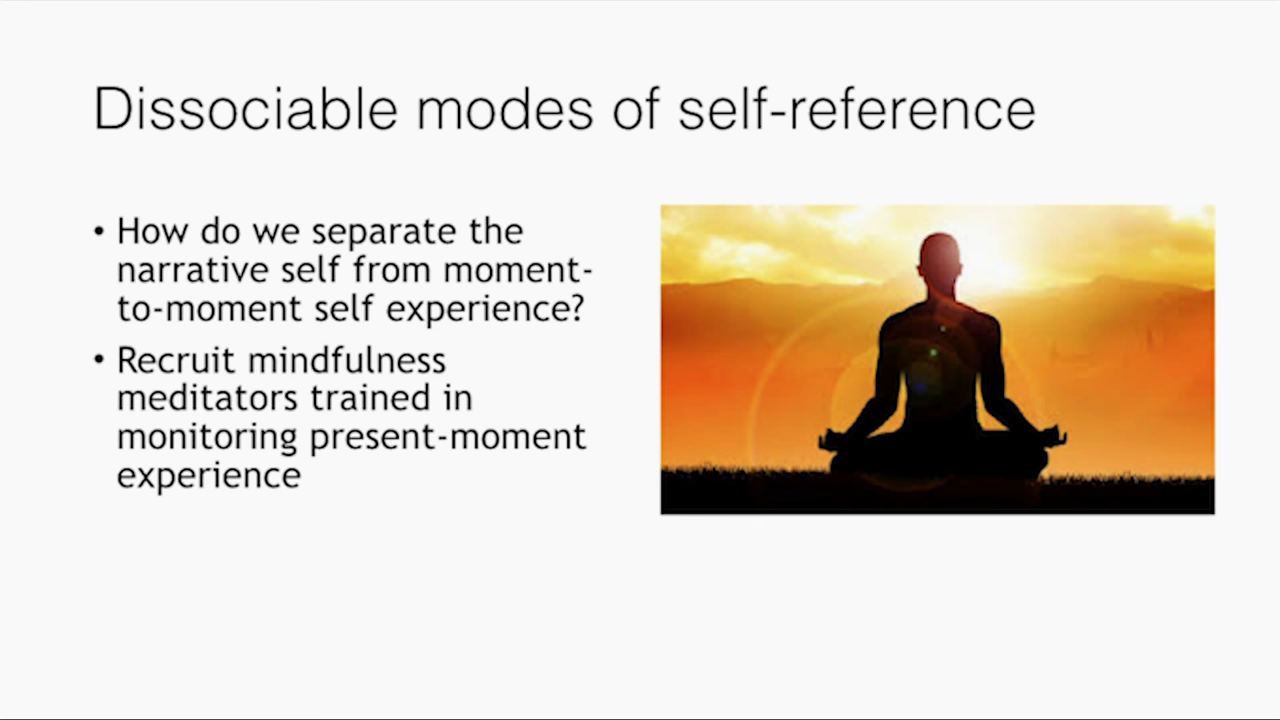 Dissociable modes of self-reference
• How do we separate the
narrative self from moment-
to-moment self experience?
• Recruit mindfulness
meditators trained in
monitoring present-moment
experience